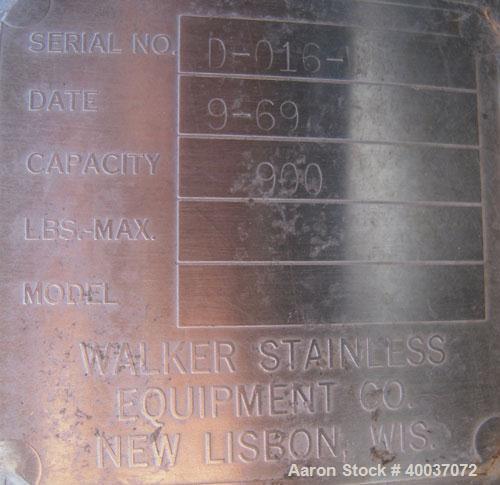 SERIAL NO. D-016-
DATE 9-69
CAPACITY 900
LBS.-MAX.
MODEL
WALKER STAINLESS
EQUIPMENT CO.
NEW LISBON, WIS.
Aaron Stock # 40037072